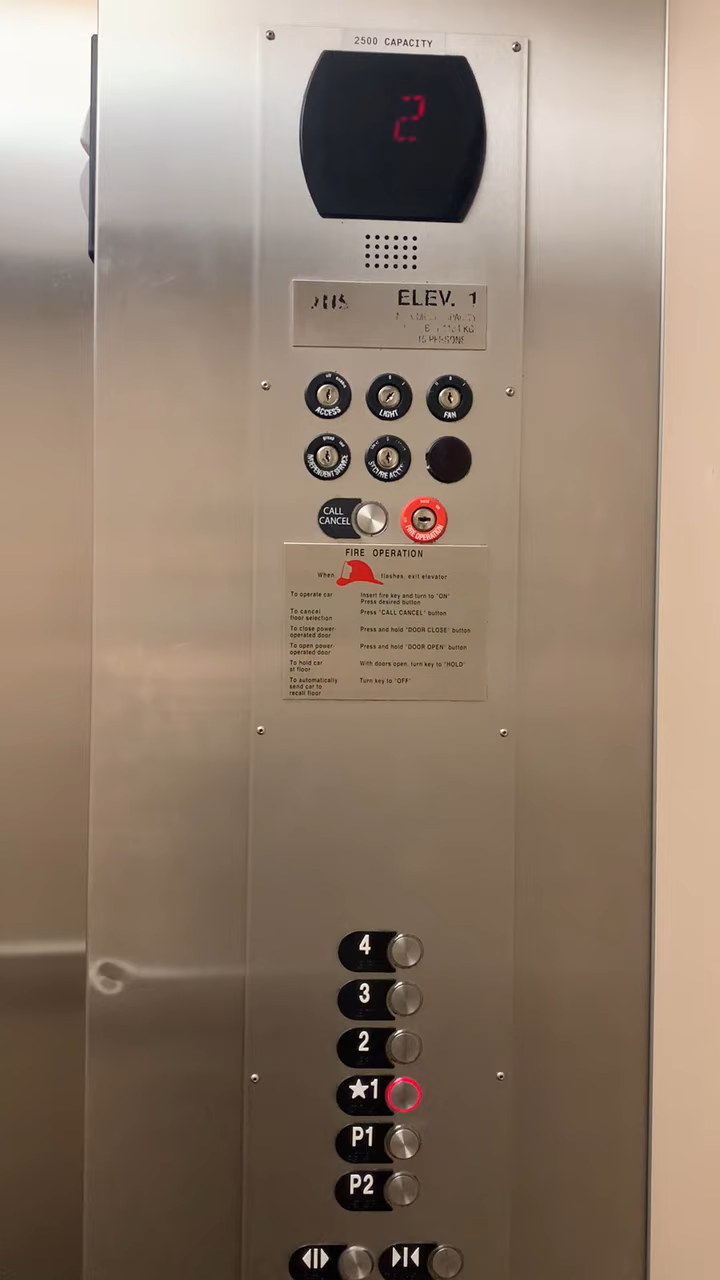 2500 CAPACITY
2
ELEV. 1
15 PERSONS
ACCESS
LIGHT
FAN
INDEPENDENT SERVICE
CALL
CANCEL
FIRE OPERATION
FIRE OPERATION
When flashes, exit elevator
To operate car Insert fire key and turn to "ON"
Press desired button
To cancel Press "CALL CANCEL" button
floor selection
To close power- Press and hold "DOOR CLOSE" button
operated door
To open power- Press and hold "DOOR OPEN" button
operated door
To hold car With doors open, turn key to "HOLD"
at floor
To automatically Turn key to "OFF"
send car to
recall floor
4
3
2
★1
P1
P2